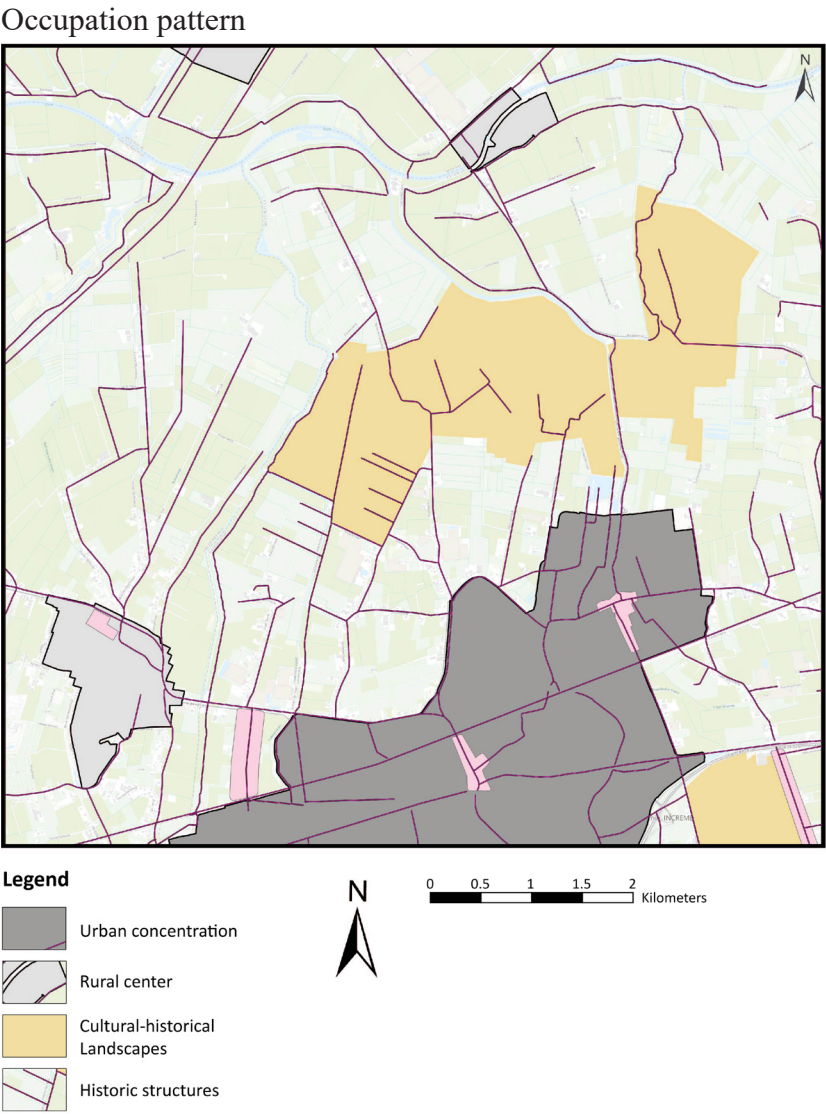 Occupation pattern
N
INCREME
Legend
N
0 0.5 1 1.5 2
Kilometers
Urban concentration
Rural center
Cultural-historical
Landscapes
Historic structures